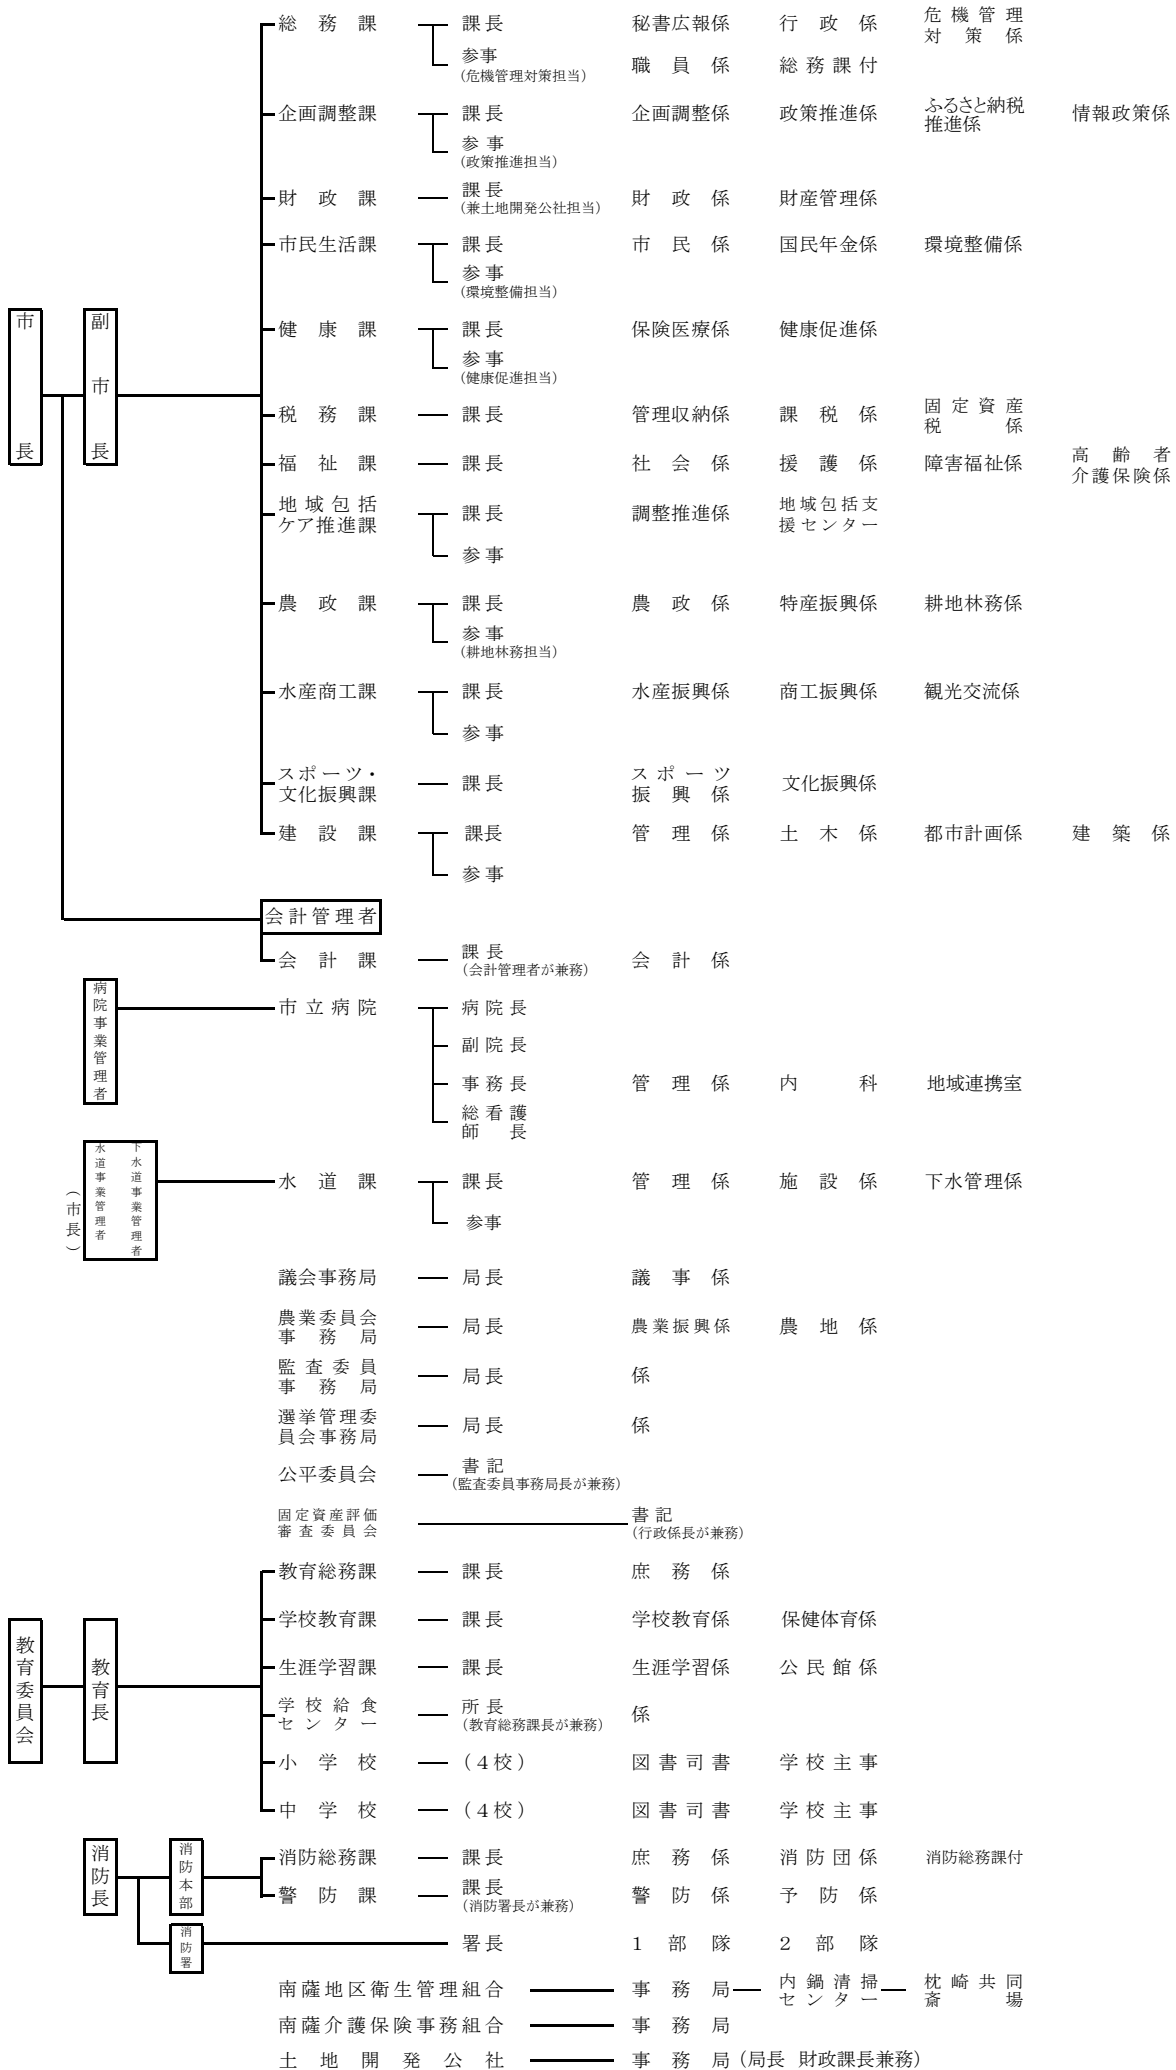 総務課 課長 秘書広報係 行政係 危機管理
対策係
参事
(危機管理対策担当) 職員係 総務課付
企画調整課 課長 企画調整係 政策推進係 ふるさと納税
推進係 情報政策係
参事
(政策推進担当)
財政課 課長
(兼土地開発公社担当) 財政係 財産管理係
市民生活課 課長 市民係 国民年金係 環境整備係
参事
(環境整備担当)
市長
副市長
健康課 課長 保険医療係 健康促進係
参事
(健康促進担当)
税務課 課長 管理収納係 課税係 固定資産
税係
福祉課 課長 社会係 援護係 障害福祉係 高齢者
介護保険係
地域包括
ケア推進課 課長 調整推進係 地域包括支
援センター
参事
農政課 課長 農政係 特産振興係 耕地林務係
参事
(耕地林務担当)
水産商工課 課長 水産振興係 商工振興係 観光交流係
参事
スポーツ・
文化振興課 課長 スポーツ
振興係 文化振興係
建設課 課長 管理係 土木係 都市計画係 建築係
参事
会計管理者
会計課 課長
(会計管理者が兼務) 会計係
病院事業管理者
市立病院 病院長
副院長
事務長 管理係 内科 地域連携室
総看護
師長
下水道事業管理者
水道事業管理者
(市長)
水道課 課長 管理係 施設係 下水管理係
参事
議会事務局 局長 議事係
農業委員会
事務局 局長 農業振興係 農地係
監査委員
事務局 局長 係
選挙管理委
員会事務局 局長 係
公平委員会 書記
(監査委員事務局長が兼務)
固定資産評価
審査委員会 書記
(行政係長が兼務)
教育委員会
教育長
教育総務課 課長 庶務係
学校教育課 課長 学校教育係 保健体育係
生涯学習課 課長 生涯学習係 公民館係
学校給食
センター 所長
(教育総務課長が兼務) 係
小学校 (4校) 図書司書 学校主事
中学校 (4校) 図書司書 学校主事
消防長
消防本部
消防総務課 課長 庶務係 消防団係 消防総務課付
警防課 課長
(消防署長が兼務) 警防係 予防係
消防署
署長 1部隊 2部隊
南薩地区衛生管理組合 事務局 内鍋清掃
センター 枕崎共同
斎場
南薩介護保険事務組合 事務局
土地開発公社 事務局(局長 財政課長兼務)